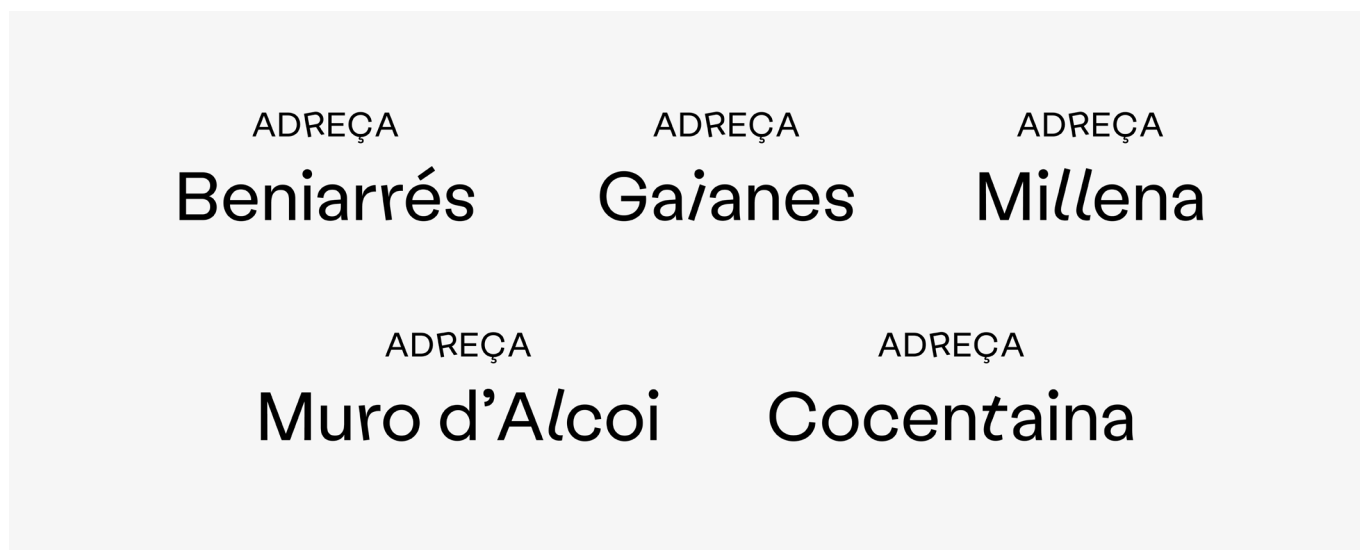 ADREÇA
Beniarrés
ADREÇA
Gaianes
ADREÇA
Millena
ADREÇA
Muro d’Alcoi
ADREÇA
Cocentaina